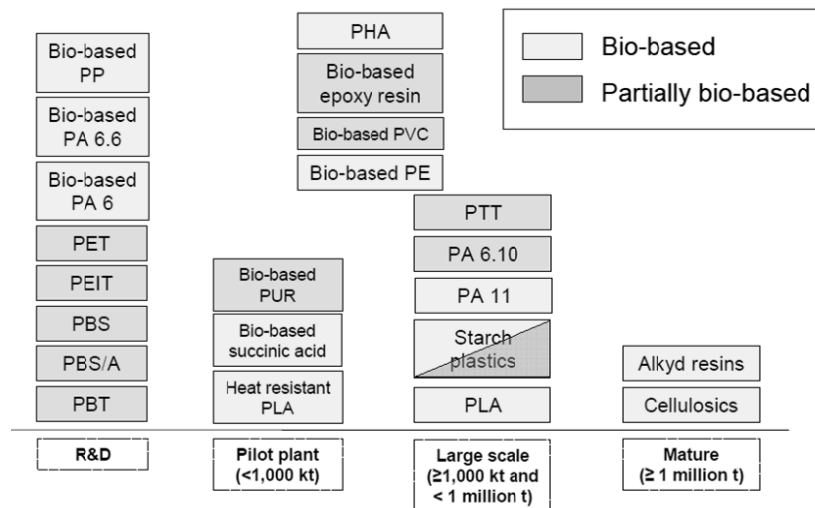 Bio-based
PP
Bio-based
PA 6.6
Bio-based
PA 6
PET
PEIT
PBS
PBS/A
PBT
R&D
Bio-based
PUR
Bio-based
succinic acid
Heat resistant
PLA
Pilot plant
(<1,000 kt)
PHA
Bio-based
epoxy resin
Bio-based PVC
Bio-based PE
PTT
PA 6.10
PA 11
Starch
plastics
PLA
Large scale
(≥1,000 kt and
< 1 million t)
Alkyd resins
Cellulosics
Mature
(≥ 1 million t)
Bio-based
Partially bio-based